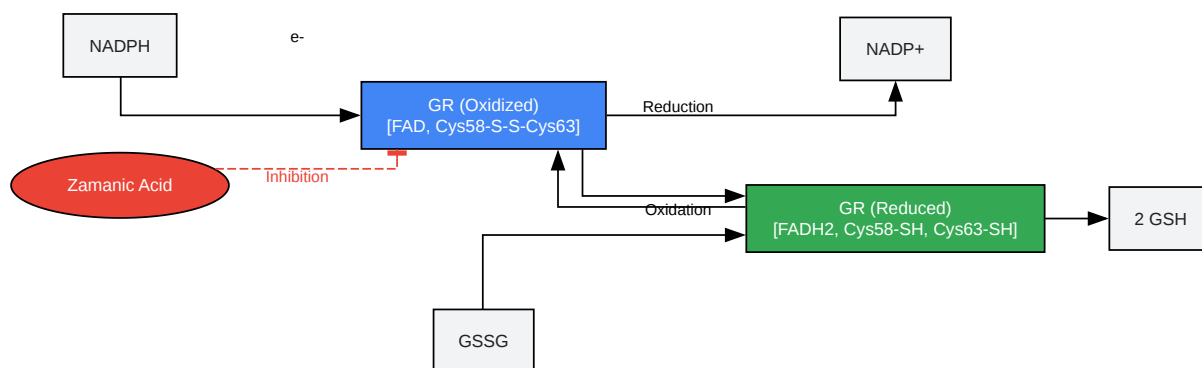 NADPH
e-
NADP+
GR (Oxidized)
[FAD, Cys58-S-S-Cys63]
Reduction
Zamanic Acid
Inhibition
Oxidation
GR (Reduced)
[FADH2, Cys58-SH, Cys63-SH]
2 GSH
GSSG